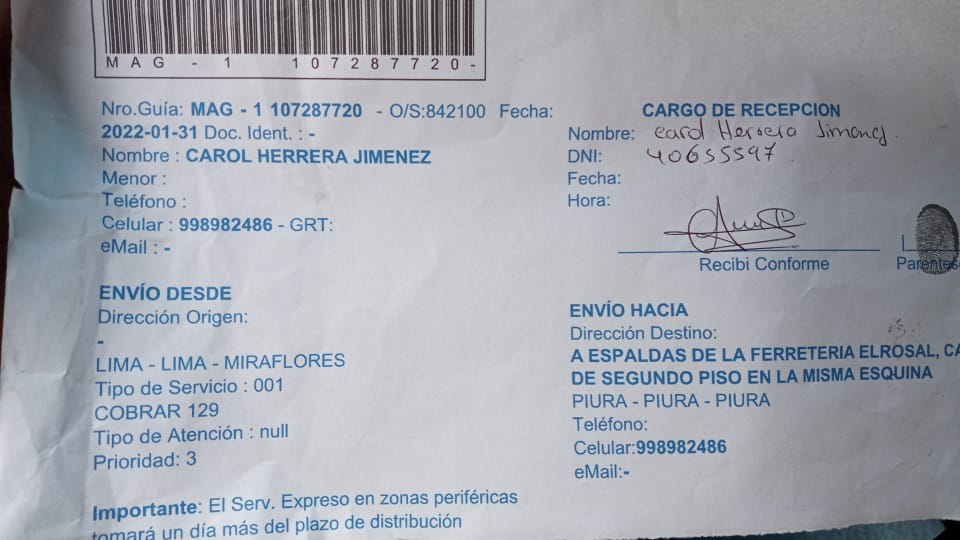 MAG - 1 107287720-
Nro.Guía: MAG - 1 107287720 - O/S:842100 Fecha:
2022-01-31 Doc. Ident. : -
Nombre : CAROL HERRERA JIMENEZ
Menor :
Teléfono :
Celular : 998982486 - GRT:
eMail : -
CARGO DE RECEPCION
Nombre: Carol Herrera Jimenez.
DNI: 40655597.
Fecha:
Hora:
Recibi Conforme
Parentes
ENVÍO DESDE
Dirección Origen:
-
LIMA - LIMA - MIRAFLORES
Tipo de Servicio : 001
COBRAR 129
Tipo de Atención : null
Prioridad: 3
ENVÍO HACIA
Dirección Destino:
A ESPALDAS DE LA FERRETERIA ELROSAL, CA
DE SEGUNDO PISO EN LA MISMA ESQUINA
PIURA - PIURA - PIURA
Teléfono:
Celular:998982486
eMail:-
Importante: El Serv. Expreso en zonas periféricas
tomará un día más del plazo de distribución